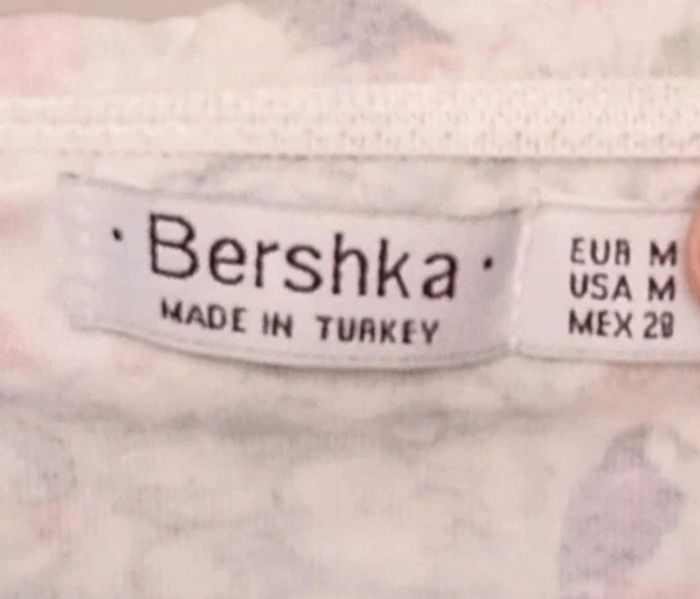 · Bershka ·
MADE IN TURKEY
EUR M
USA M
MEX 28